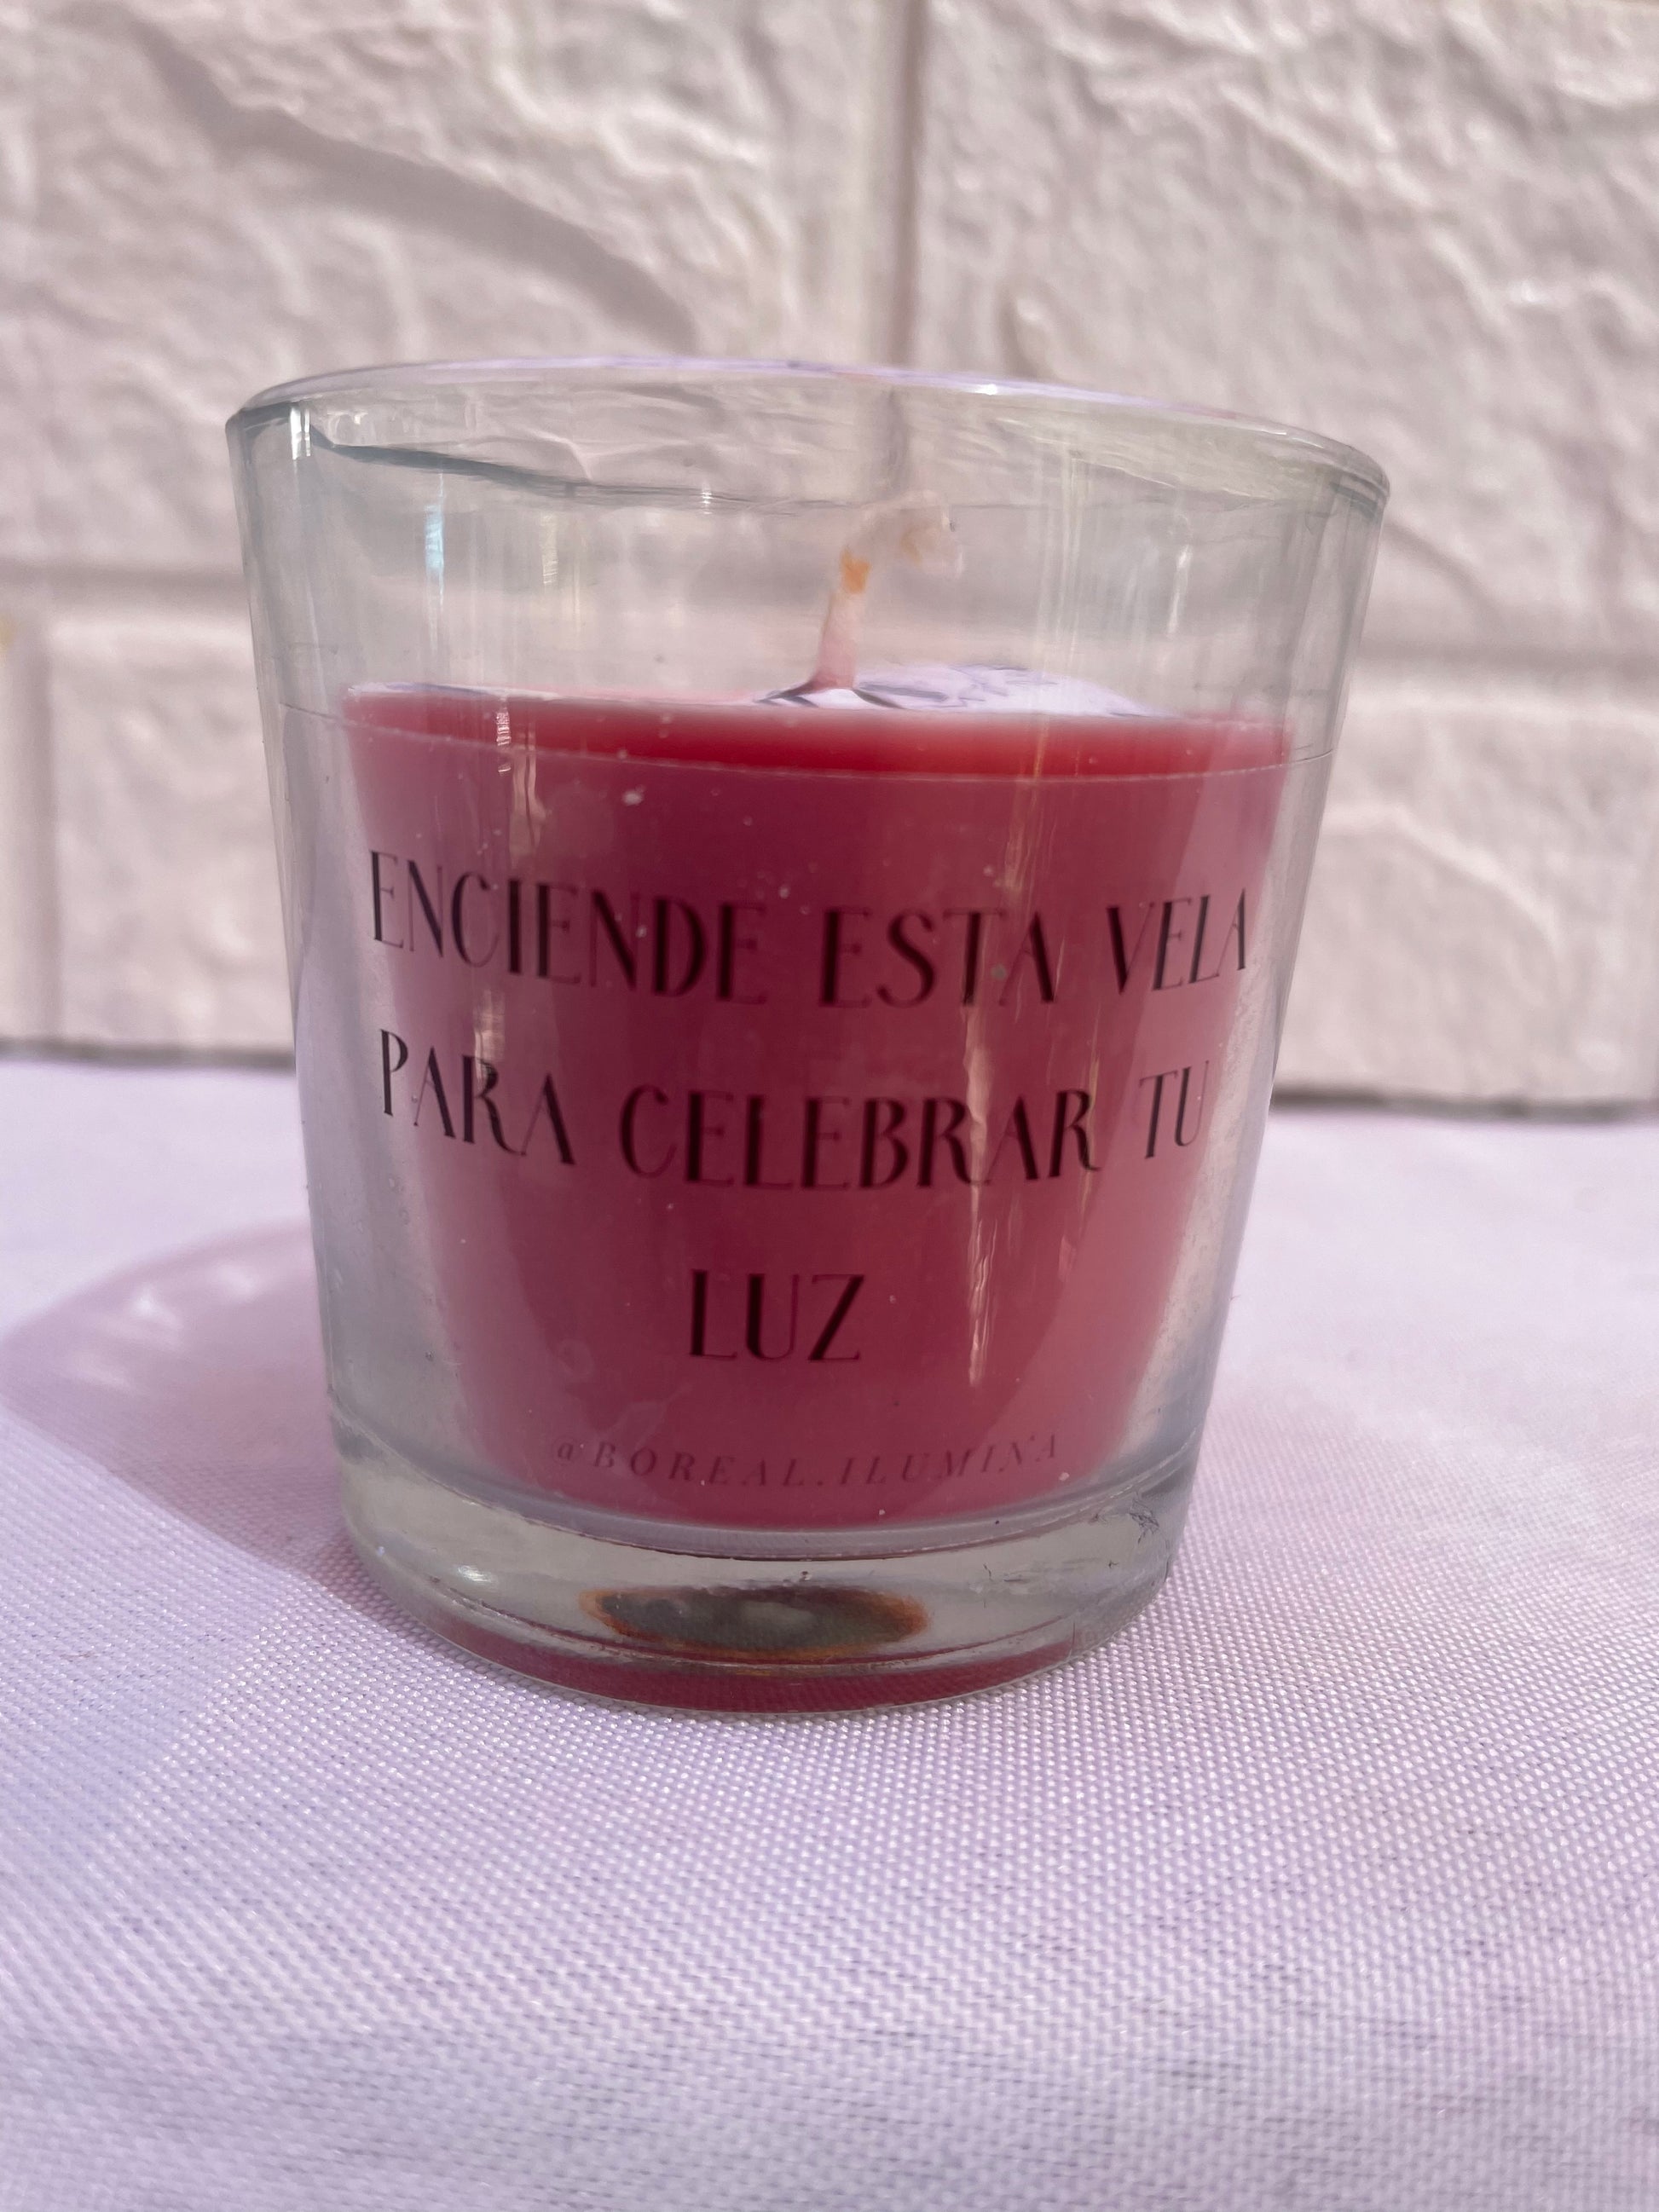 ENCIENDE ESTA VELA
PARA CELEBRAR TU
LUZ
@BOREAL.ILUMINA